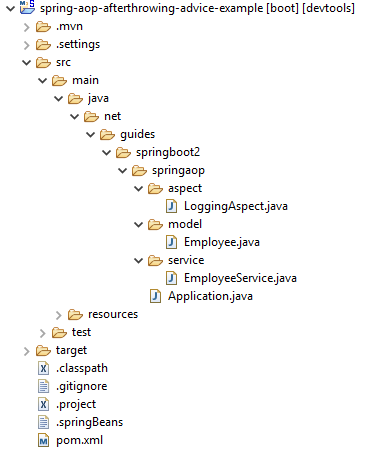 spring-aop-afterthrowing-advice-example [boot] [devtools]
.mvn
.settings
src
main
java
net
guides
springboot2
springaop
aspect
LoggingAspect.java
model
Employee.java
service
EmployeeService.java
Application.java
resources
test
target
.classpath
.gitignore
.project
.springBeans
pom.xml